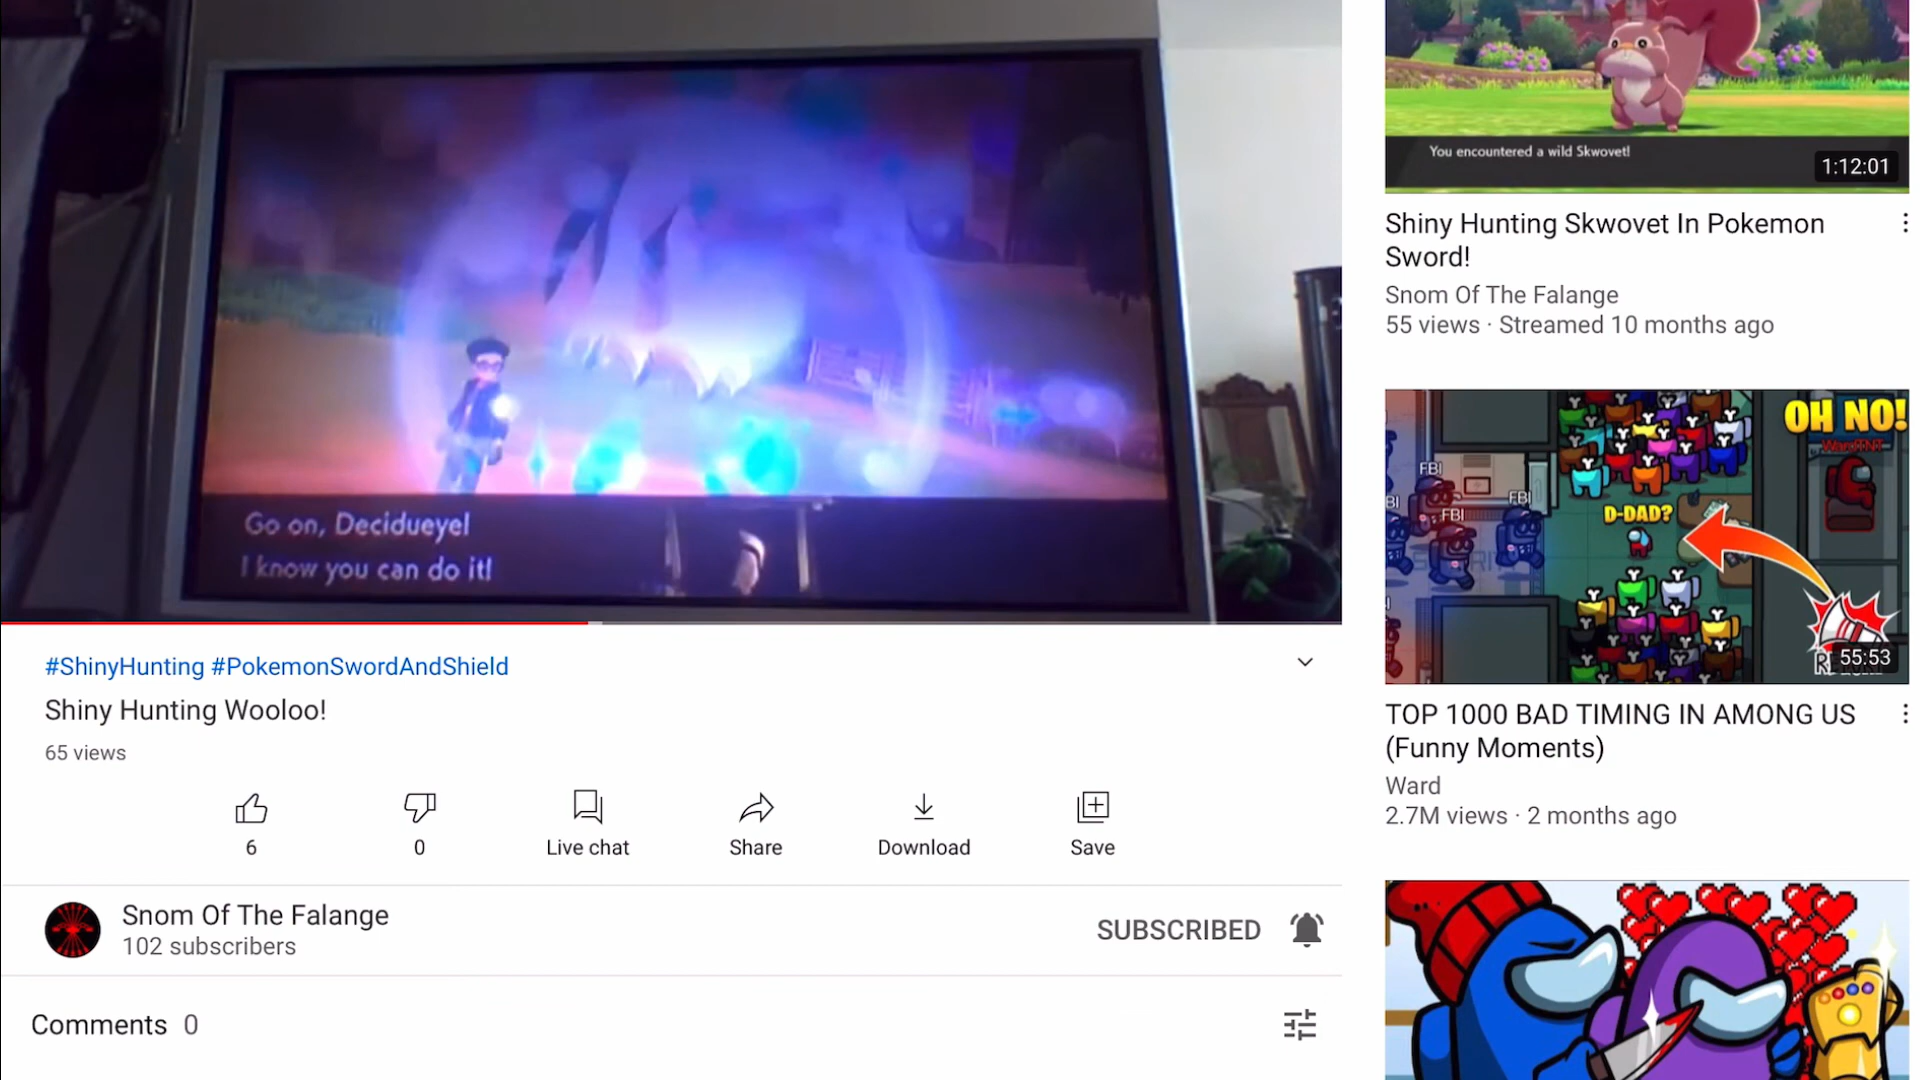 Go on, Decidueye!
I know you can do it!
#ShinyHunting #PokemonSwordAndShield
Shiny Hunting Wooloo!
65 views
6
0
Live chat
Share
Download
Save
Snom Of The Falange
102 subscribers
SUBSCRIBED
Comments 0
You encountered a wild Skwovet!
1:12:01
Shiny Hunting Skwovet In Pokemon
Sword!
Snom Of The Falange
55 views · Streamed 10 months ago
OH NO!
WardTNT
FBI
FBI
FBI
BI
D-DAD?
55:53
TOP 1000 BAD TIMING IN AMONG US
(Funny Moments)
Ward
2.7M views · 2 months ago